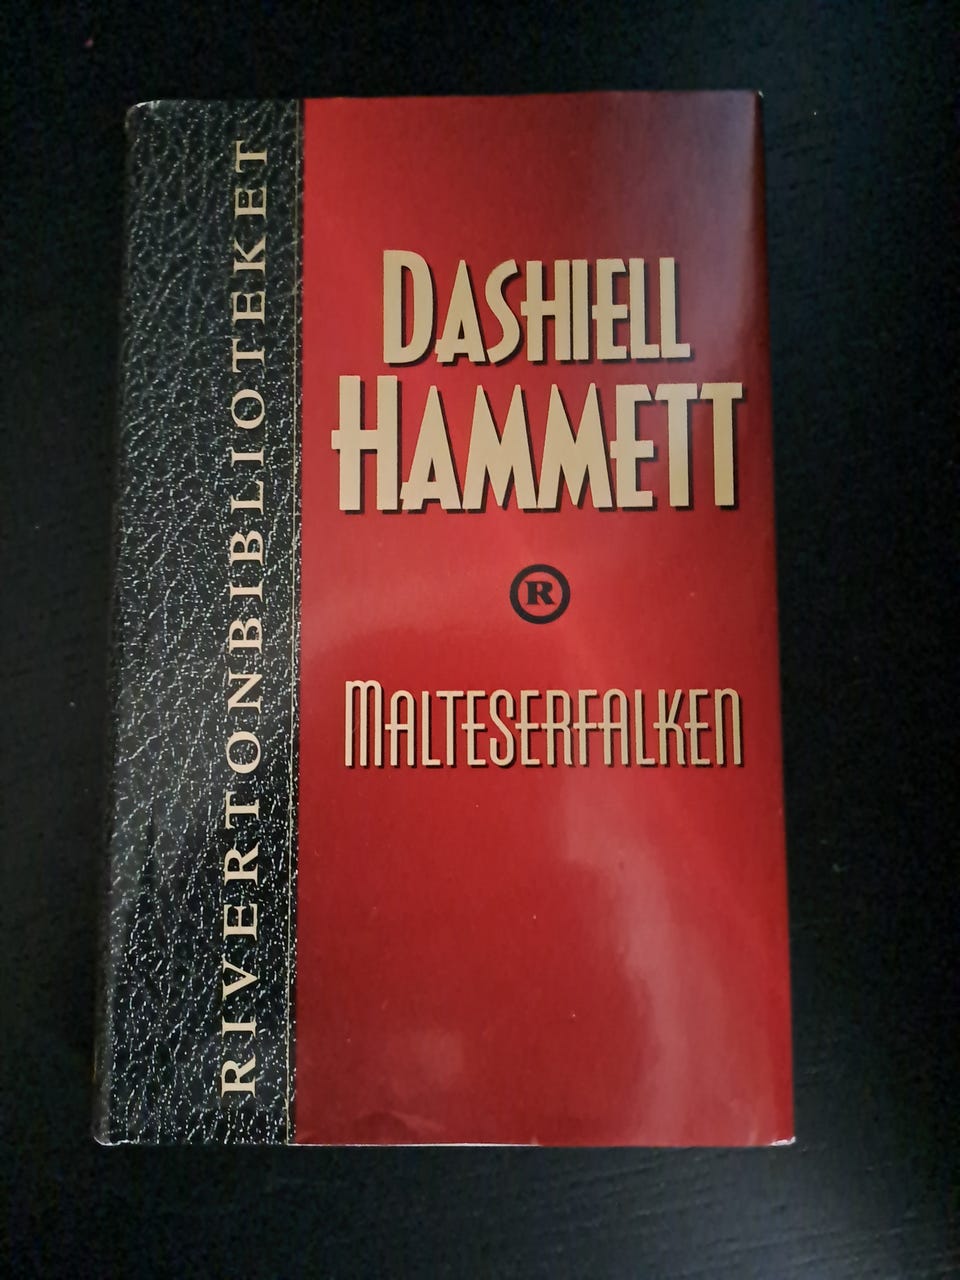 RIVERTONBIBLIOTEKET
DASHIELL
HAMMETT
R
MALTESERFALKEN